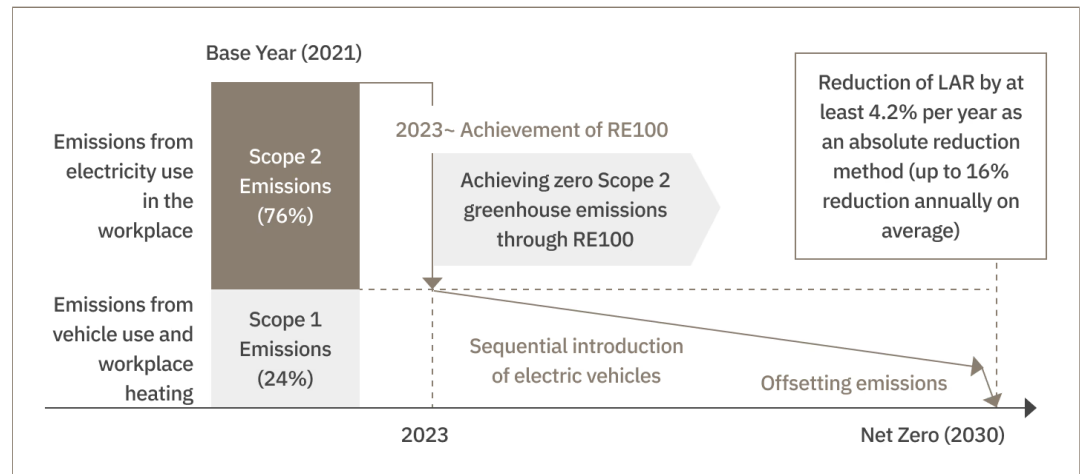 Base Year (2021)
Emissions from
electricity use
in the
workplace
Scope 2
Emissions
(76%)
2023~ Achievement of RE100
Achieving zero Scope 2
greenhouse emissions
through RE100
Reduction of LAR by at
least 4.2% per year as
an absolute reduction
method (up to 16%
reduction annually on
average)
Emissions from
vehicle use and
workplace
heating
Scope 1
Emissions
(24%)
Sequential introduction
of electric vehicles
Offsetting emissions
2023
Net Zero (2030)